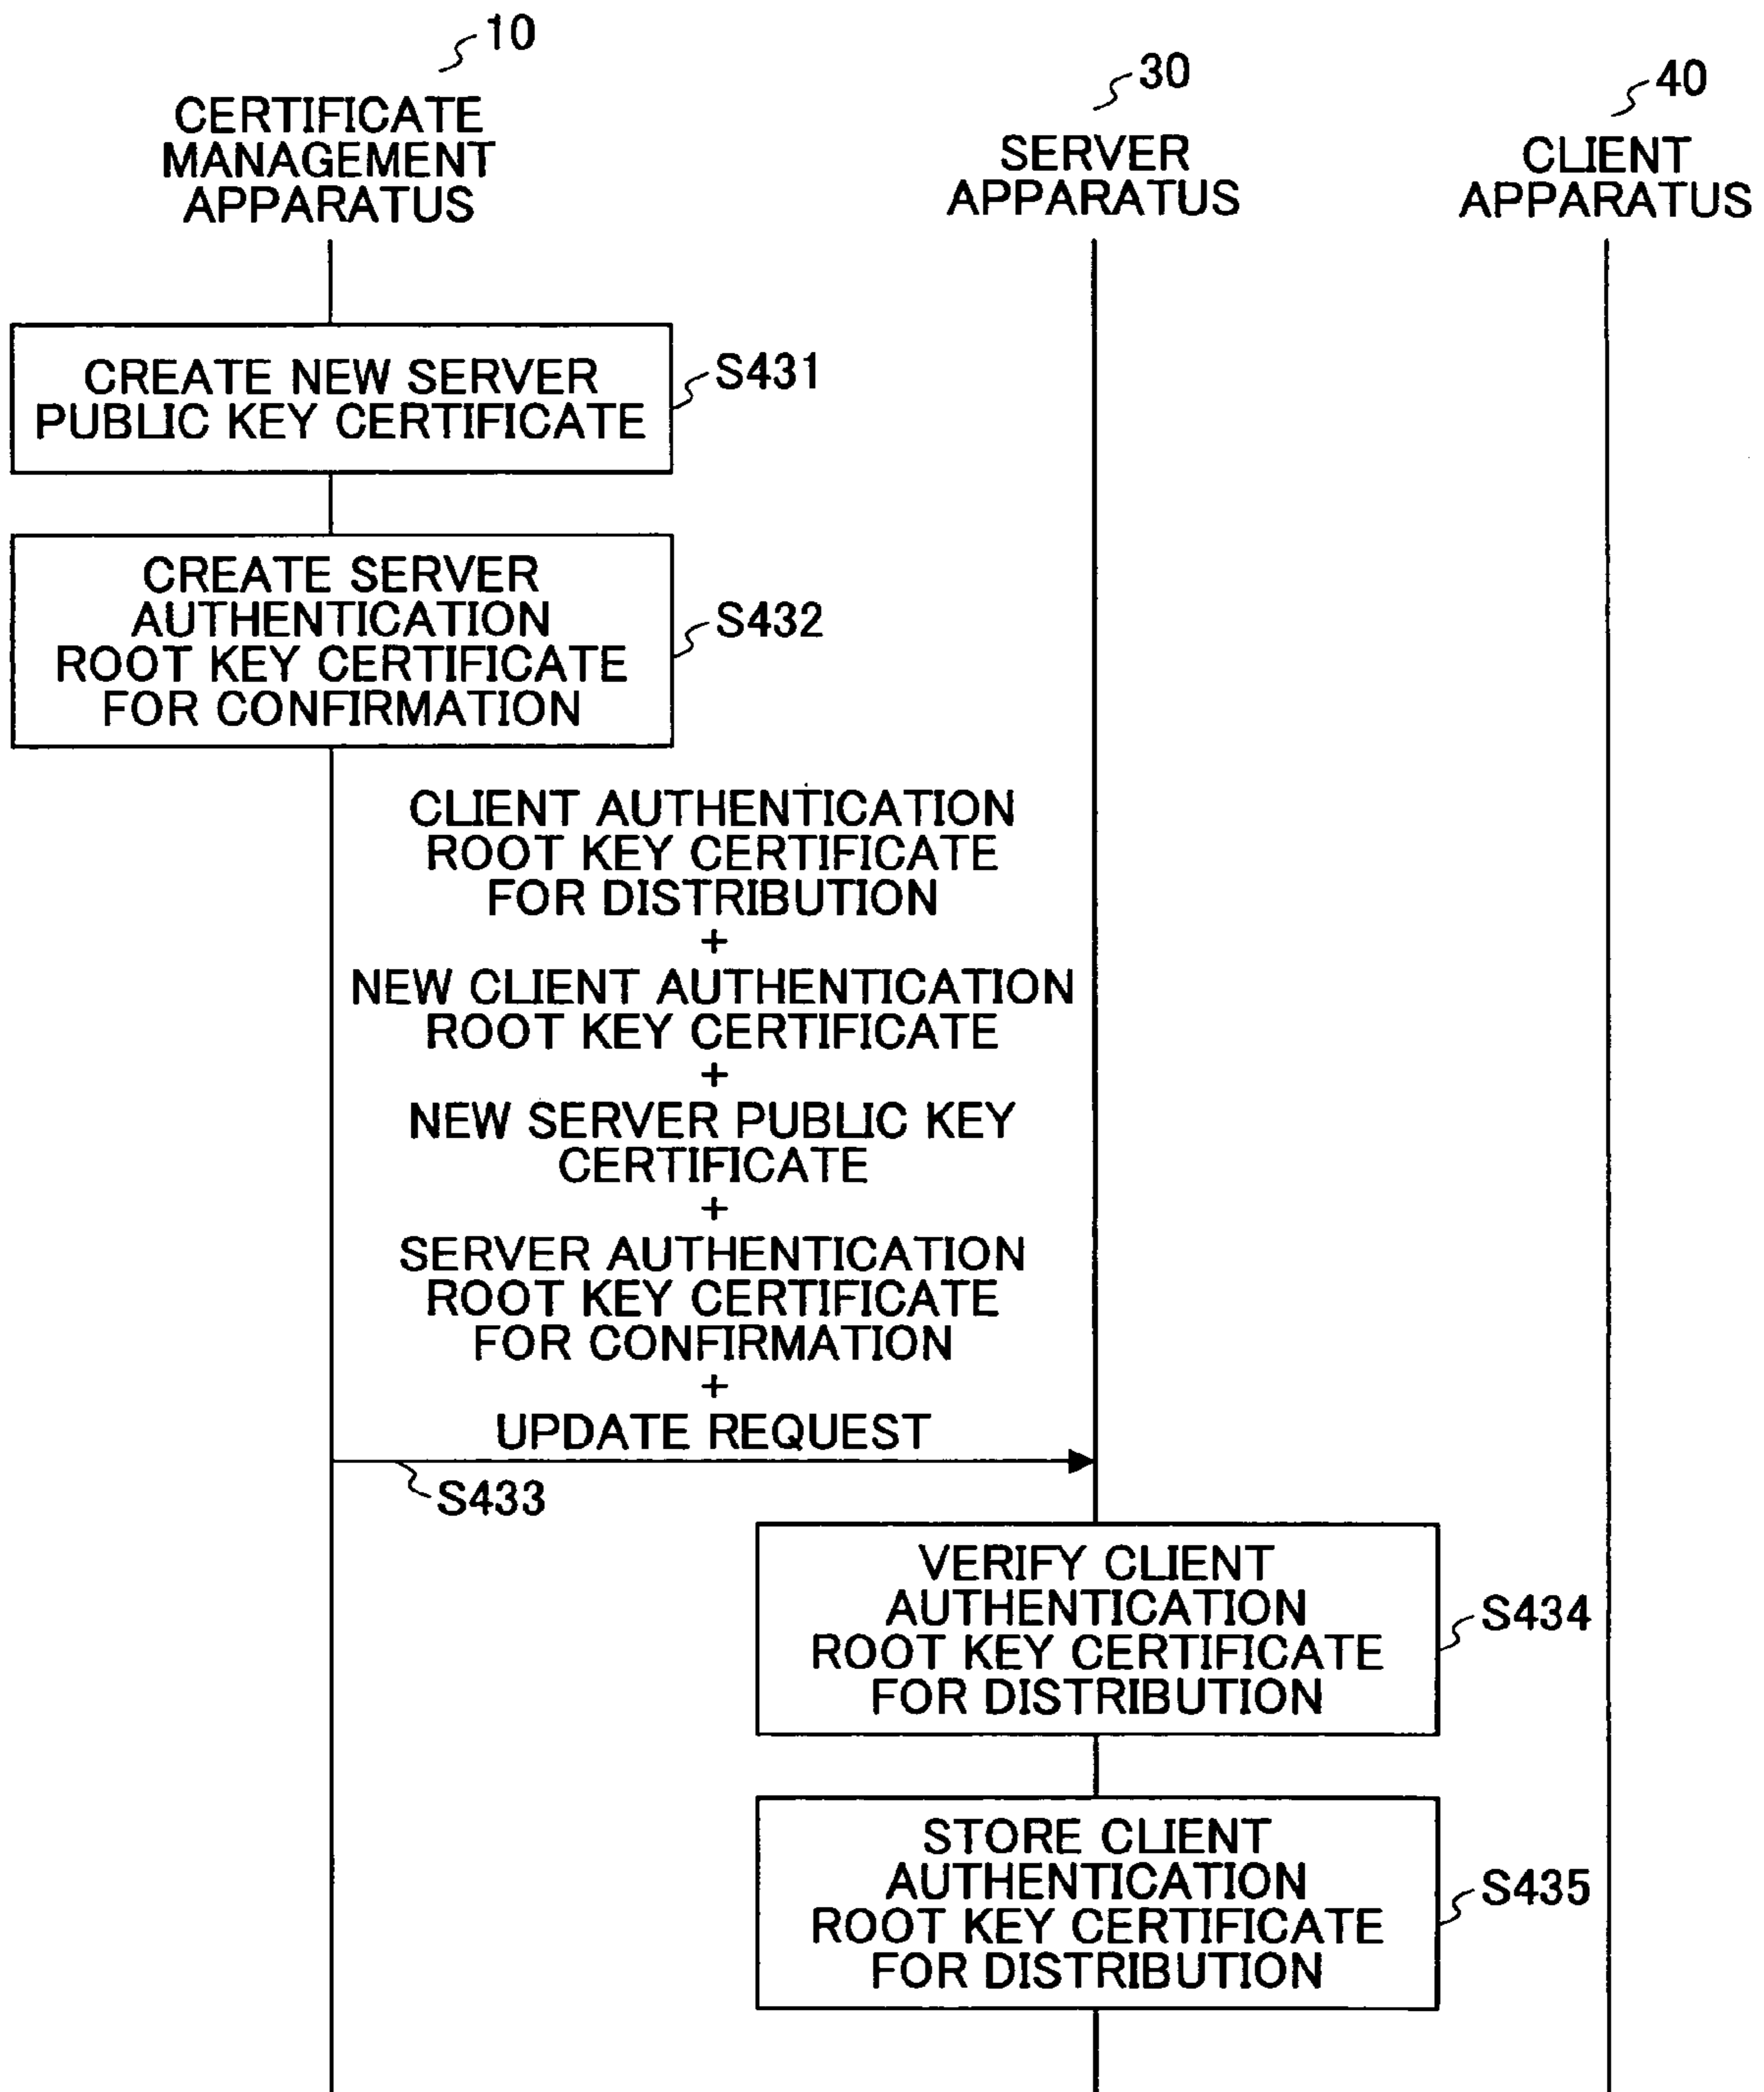 10
CERTIFICATE
MANAGEMENT
APPARATUS
30
SERVER
APPARATUS
40
CLIENT
APPARATUS
CREATE NEW SERVER
PUBLIC KEY CERTIFICATE
S431
CREATE SERVER
AUTHENTICATION
ROOT KEY CERTIFICATE
FOR CONFIRMATION
S432
CLIENT AUTHENTICATION
ROOT KEY CERTIFICATE
FOR DISTRIBUTION
+
NEW CLIENT AUTHENTICATION
ROOT KEY CERTIFICATE
+
NEW SERVER PUBLIC KEY
CERTIFICATE
+
SERVER AUTHENTICATION
ROOT KEY CERTIFICATE
FOR CONFIRMATION
+
UPDATE REQUEST
S433
VERIFY CLIENT
AUTHENTICATION
ROOT KEY CERTIFICATE
FOR DISTRIBUTION
S434
STORE CLIENT
AUTHENTICATION
ROOT KEY CERTIFICATE
FOR DISTRIBUTION
S435